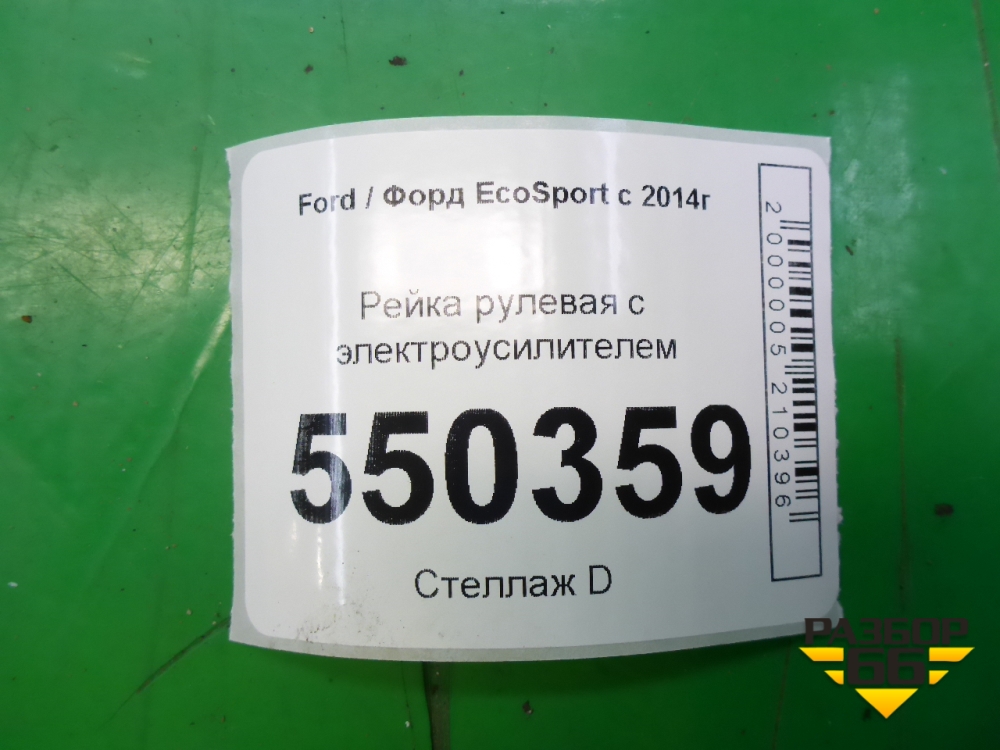 Ford / Форд EcoSport с 2014г
Рейка рулевая с
электроусилителем
550359
Стеллаж D
2000005210396
РАЗБОР
66